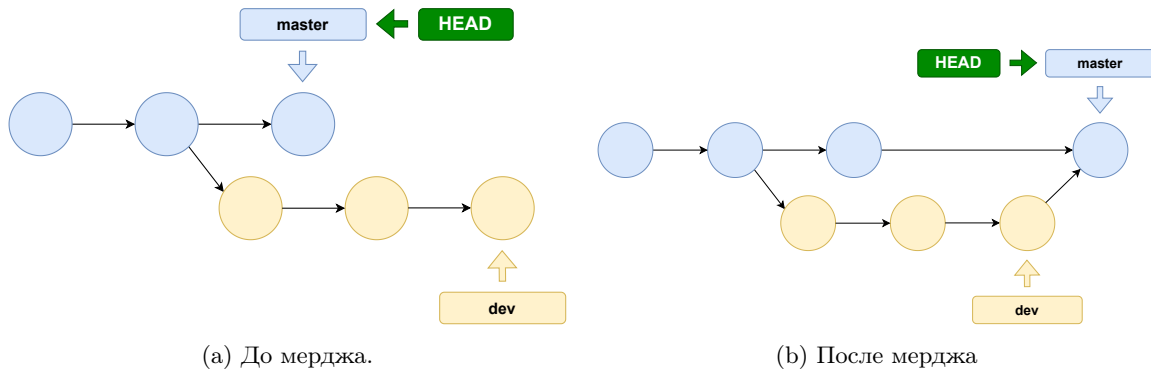 master
HEAD
dev
(a) До мерджа.
HEAD
master
dev
(b) После мерджа